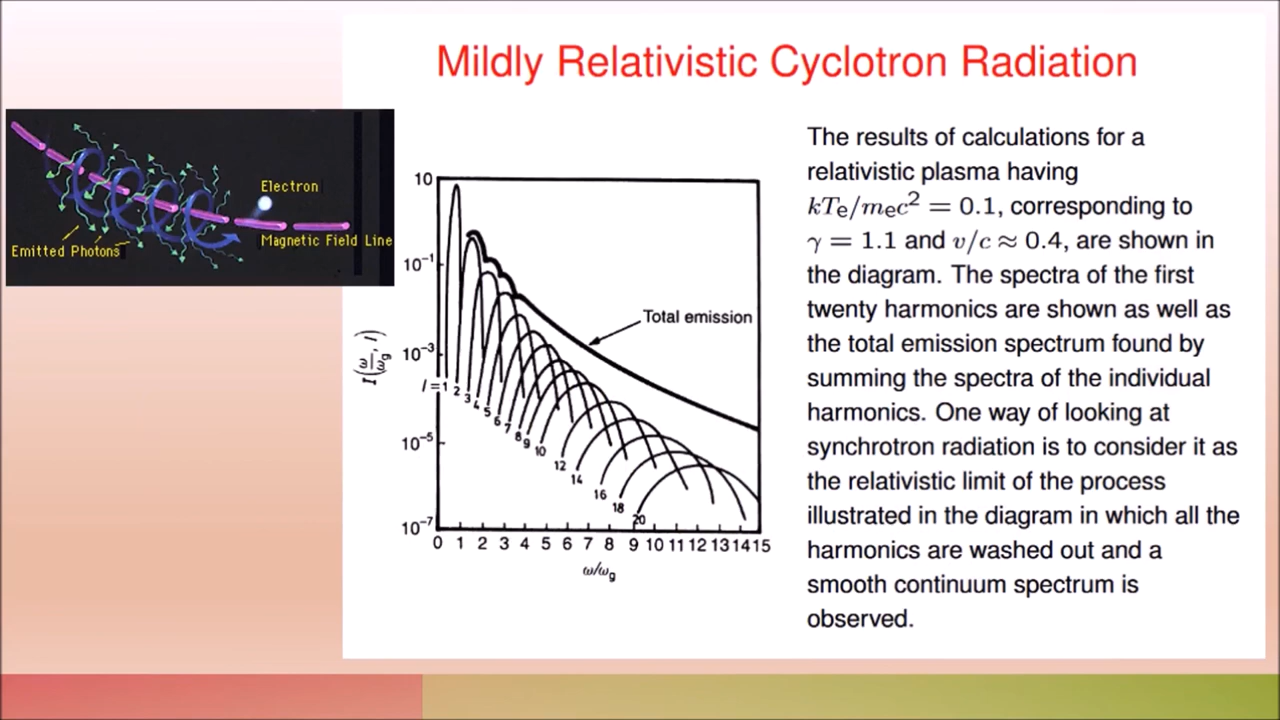 Mildly Relativistic Cyclotron Radiation
Electron
Magnetic Field Line
Emitted Photons
10
10⁻¹
10⁻³
10⁻⁵
10⁻⁷
I(ω/ωg, l)
Total emission
l = 1
2
3
4
5
6
7
8
9
10
12
14
16
18
20
0 1 2 3 4 5 6 7 8 9 10 11 12 13 14 15
ω/ωg
The results of calculations for a
relativistic plasma having
kTe/mec² = 0.1, corresponding to
γ = 1.1 and v/c ≈ 0.4, are shown in
the diagram. The spectra of the first
twenty harmonics are shown as well as
the total emission spectrum found by
summing the spectra of the individual
harmonics. One way of looking at
synchrotron radiation is to consider it as
the relativistic limit of the process
illustrated in the diagram in which all the
harmonics are washed out and a
smooth continuum spectrum is
observed.